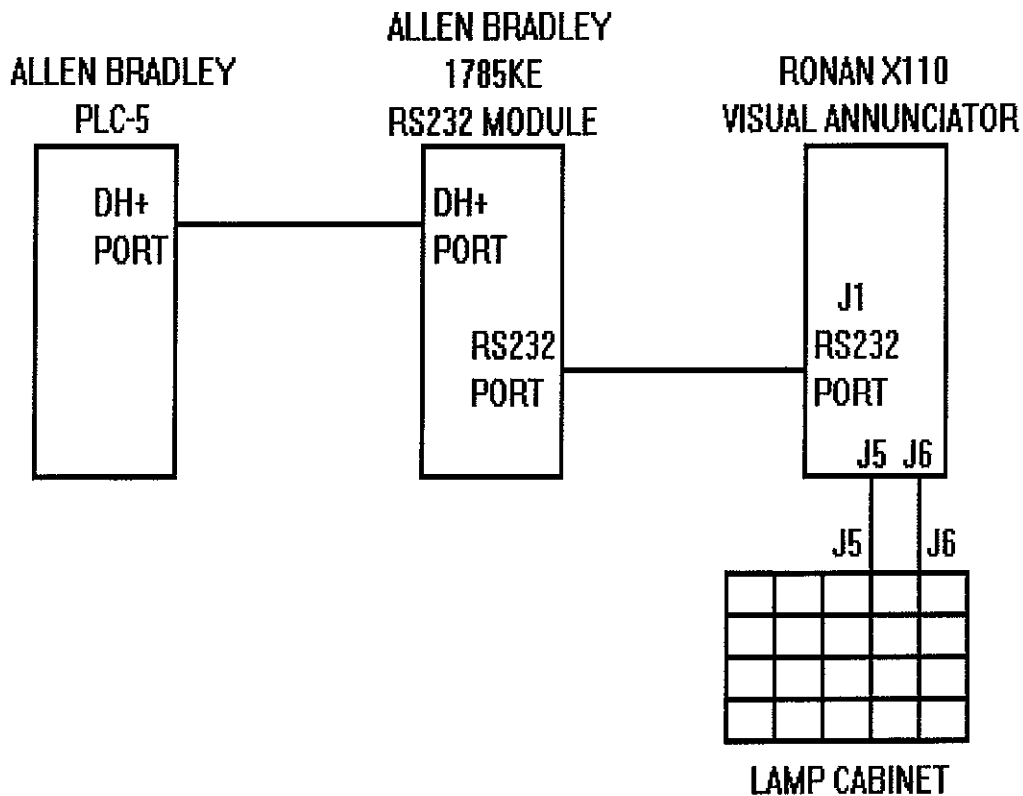 ALLEN BRADLEY
PLC-5
ALLEN BRADLEY
1785KE
RS232 MODULE
RONAN X110
VISUAL ANNUNCIATOR
DH+
PORT
DH+
PORT
RS232
PORT
J1
RS232
PORT
J5 J6
J5 J6
LAMP CABINET